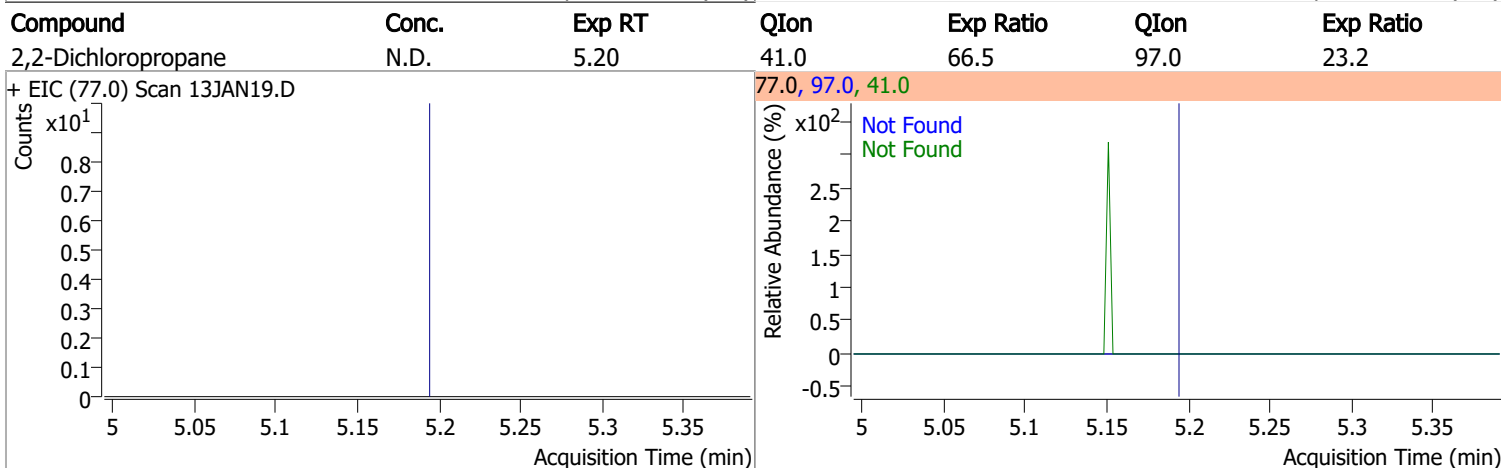 Compound Conc. Exp RT QIon Exp Ratio QIon Exp Ratio
2,2-Dichloropropane N.D. 5.20 41.0 66.5 97.0 23.2
+ EIC (77.0) Scan 13JAN19.D
Counts
x10¹
0.8
0.7
0.6
0.5
0.4
0.3
0.2
0.1
0
5 5.05 5.1 5.15 5.2 5.25 5.3 5.35
Acquisition Time (min)
77.0, 97.0, 41.0
Relative Abundance (%)
x10²
Not Found
Not Found
2.5
2
1.5
1
0.5
0
-0.5
5 5.05 5.1 5.15 5.2 5.25 5.3 5.35
Acquisition Time (min)